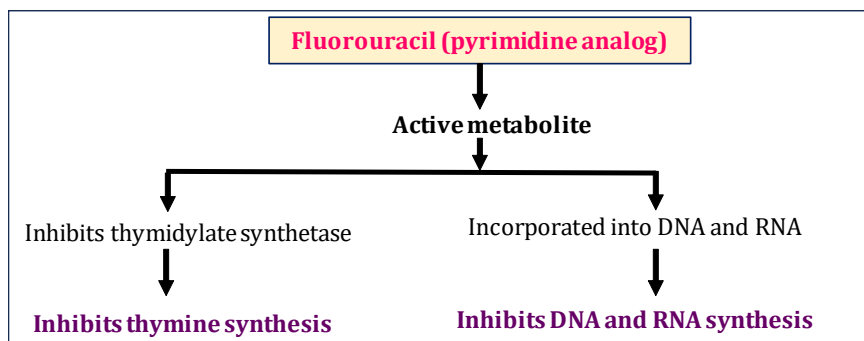 Fluorouracil (pyrimidine analog)
Active metabolite
Inhibits thymidylate synthetase
Incorporated into DNA and RNA
Inhibits thymine synthesis
Inhibits DNA and RNA synthesis